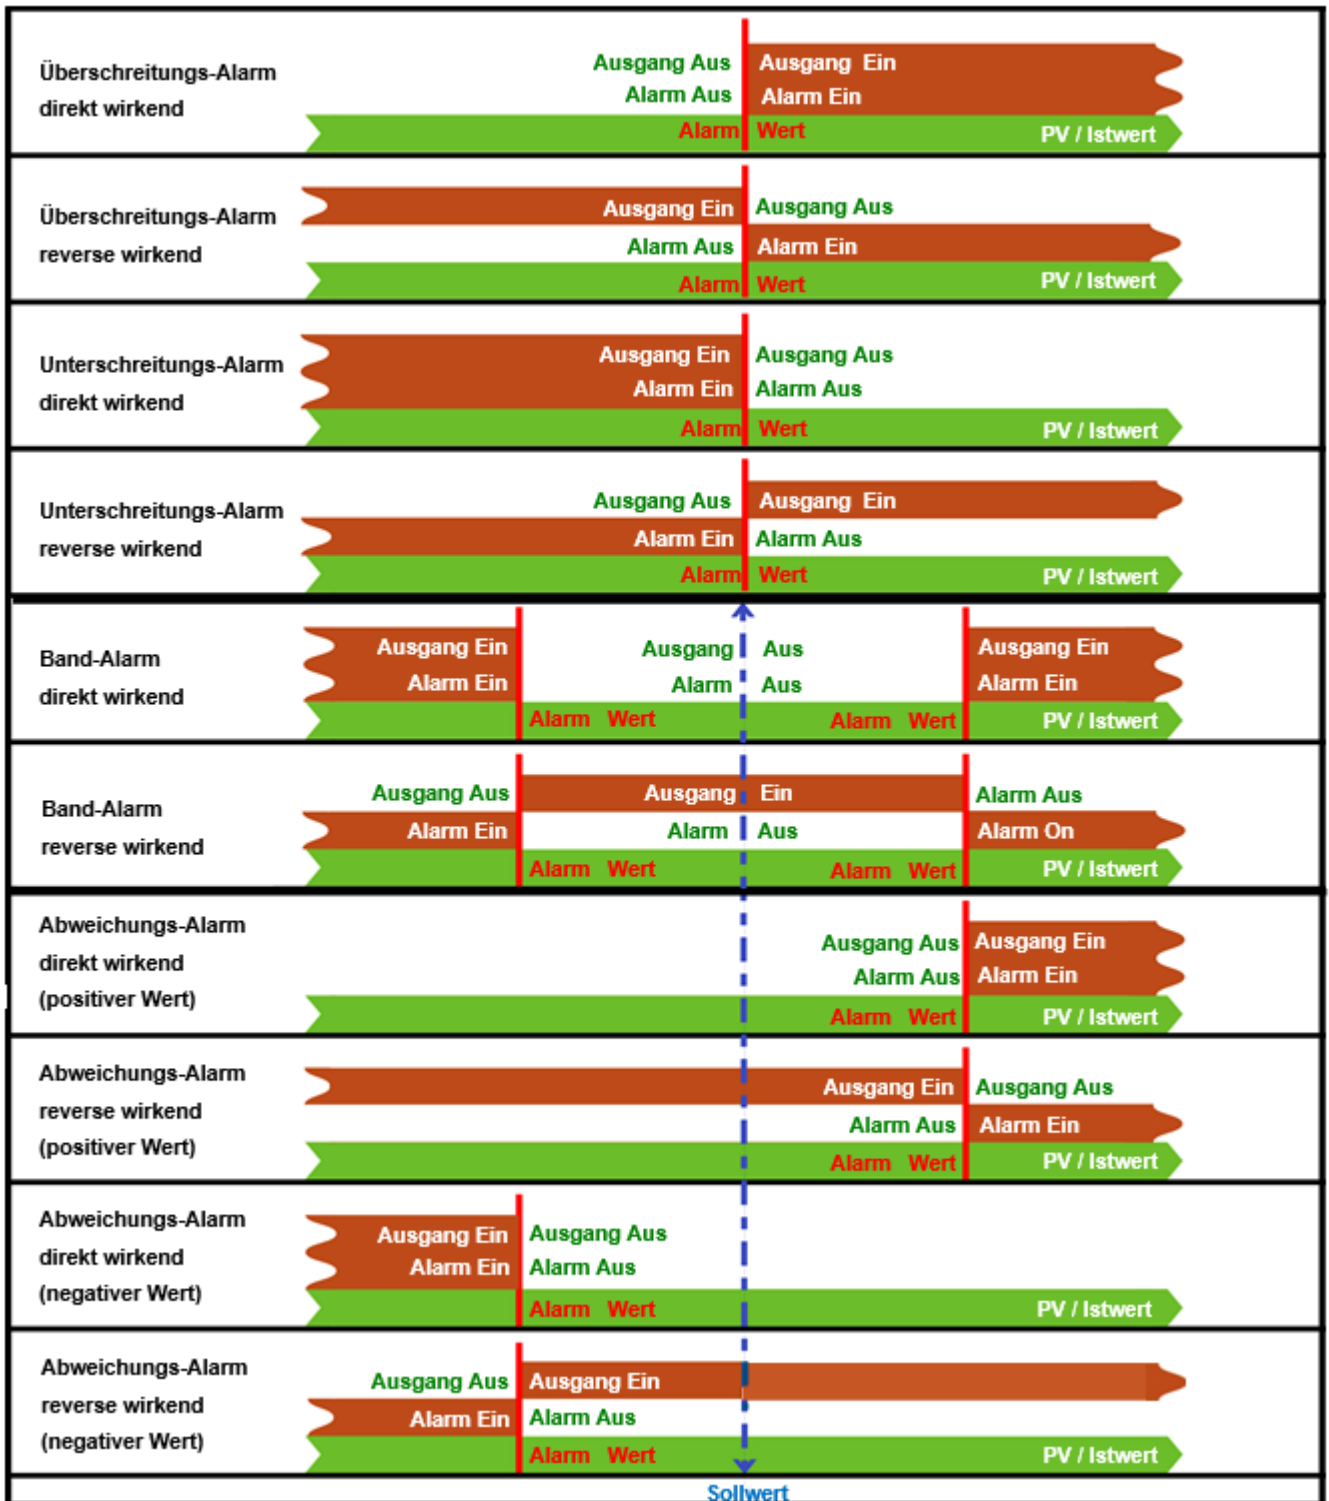 Überschreitungs-Alarm
direkt wirkend
Ausgang Aus
Alarm Aus
Ausgang Ein
Alarm Ein
Alarm Wert
PV / Istwert
Überschreitungs-Alarm
reverse wirkend
Ausgang Ein
Alarm Aus
Ausgang Aus
Alarm Ein
Alarm Wert
PV / Istwert
Unterschreitungs-Alarm
direkt wirkend
Ausgang Ein
Alarm Ein
Ausgang Aus
Alarm Aus
Alarm Wert
PV / Istwert
Unterschreitungs-Alarm
reverse wirkend
Ausgang Aus
Alarm Ein
Ausgang Ein
Alarm Aus
Alarm Wert
PV / Istwert
Band-Alarm
direkt wirkend
Ausgang Ein
Alarm Ein
Ausgang Aus
Alarm Aus
Ausgang Ein
Alarm Ein
Alarm Wert
Alarm Wert
PV / Istwert
Band-Alarm
reverse wirkend
Ausgang Aus
Alarm Ein
Ausgang Ein
Alarm Aus
Alarm Aus
Alarm On
Alarm Wert
Alarm Wert
PV / Istwert
Abweichungs-Alarm
direkt wirkend
(positiver Wert)
Ausgang Aus
Alarm Aus
Ausgang Ein
Alarm Ein
Alarm Wert
PV / Istwert
Abweichungs-Alarm
reverse wirkend
(positiver Wert)
Ausgang Ein
Alarm Aus
Ausgang Aus
Alarm Ein
Alarm Wert
PV / Istwert
Abweichungs-Alarm
direkt wirkend
(negativer Wert)
Ausgang Ein
Alarm Ein
Ausgang Aus
Alarm Aus
Alarm Wert
PV / Istwert
Abweichungs-Alarm
reverse wirkend
(negativer Wert)
Ausgang Aus
Alarm Ein
Ausgang Ein
Alarm Aus
Alarm Wert
PV / Istwert
Sollwert